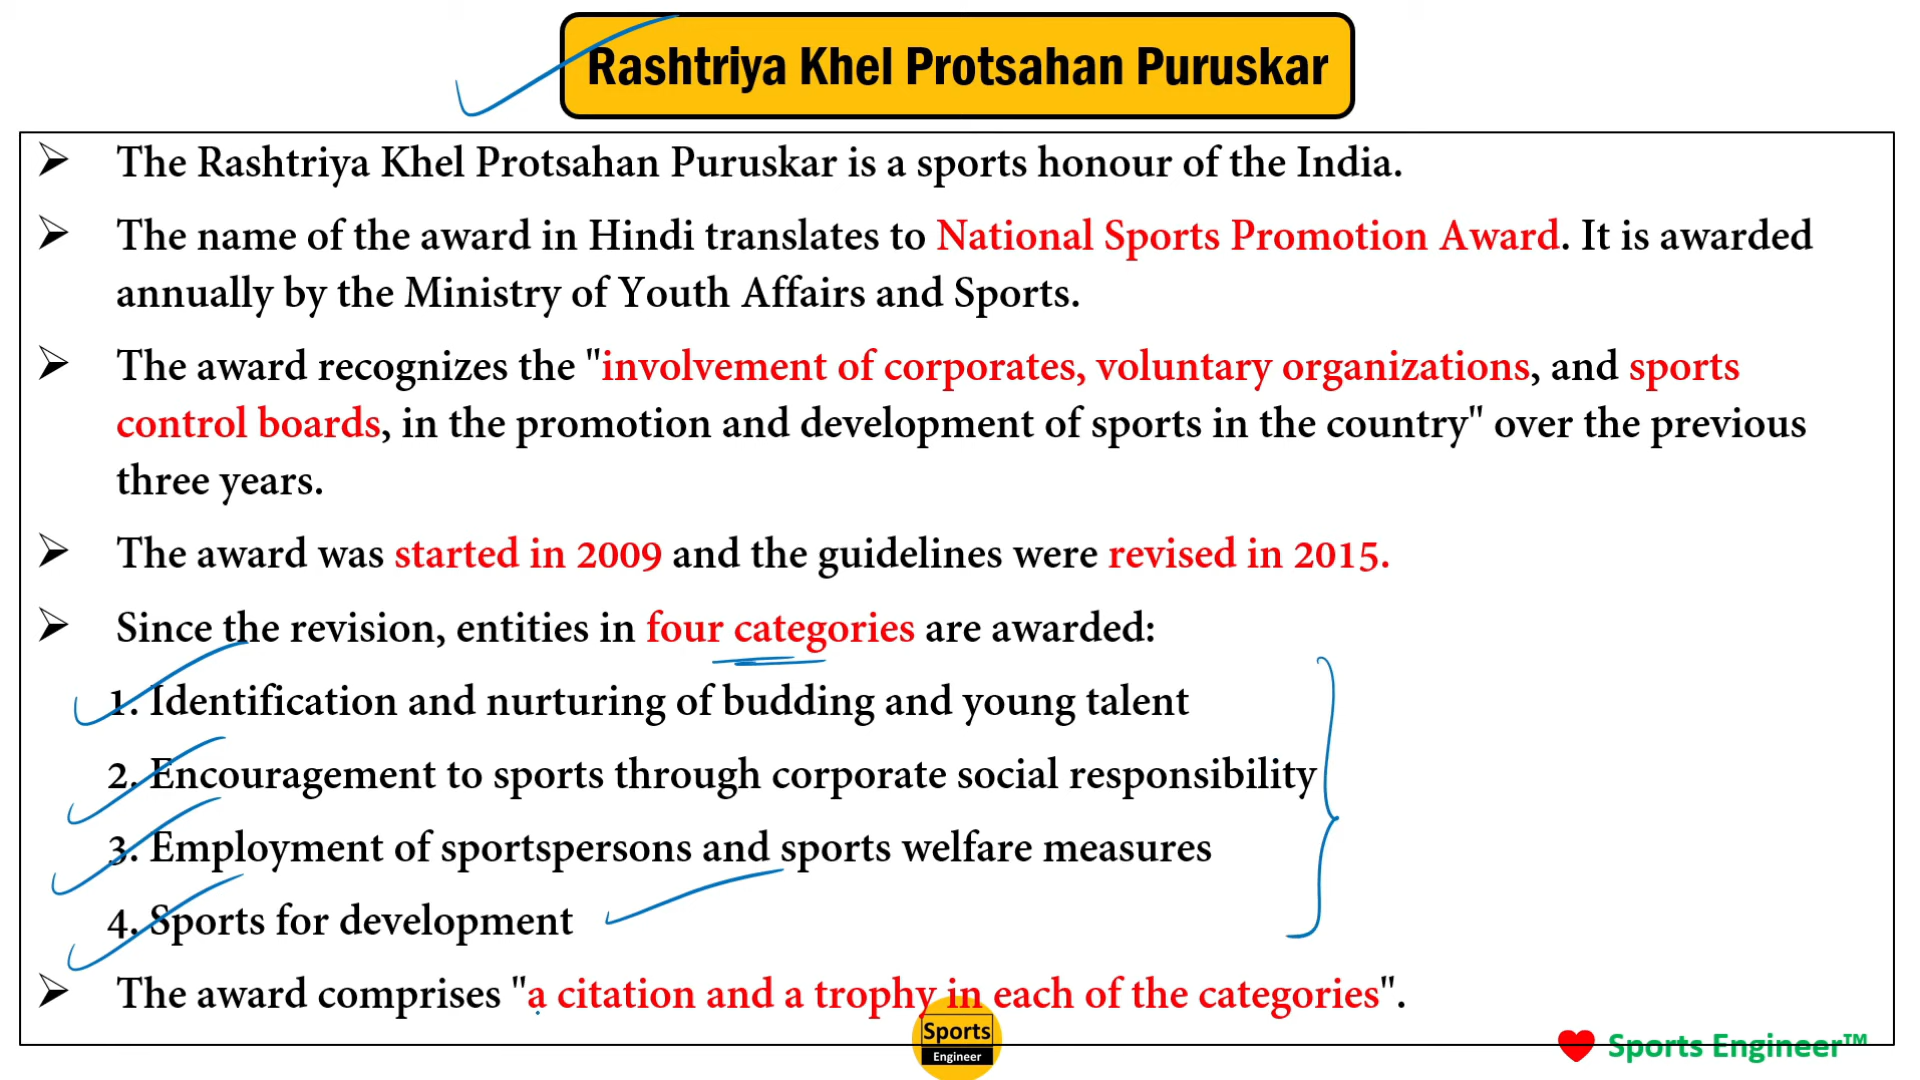 Rashtriya Khel Protsahan Puruskar
➢ The Rashtriya Khel Protsahan Puruskar is a sports honour of the India.
➢ The name of the award in Hindi translates to National Sports Promotion Award. It is awarded
annually by the Ministry of Youth Affairs and Sports.
➢ The award recognizes the "involvement of corporates, voluntary organizations, and sports
control boards, in the promotion and development of sports in the country" over the previous
three years.
➢ The award was started in 2009 and the guidelines were revised in 2015.
➢ Since the revision, entities in four categories are awarded:
1. Identification and nurturing of budding and young talent
2. Encouragement to sports through corporate social responsibility
3. Employment of sportspersons and sports welfare measures
4. Sports for development
➢ The award comprises "a citation and a trophy in each of the categories".
Sports
Engineer
Sports Engineer™